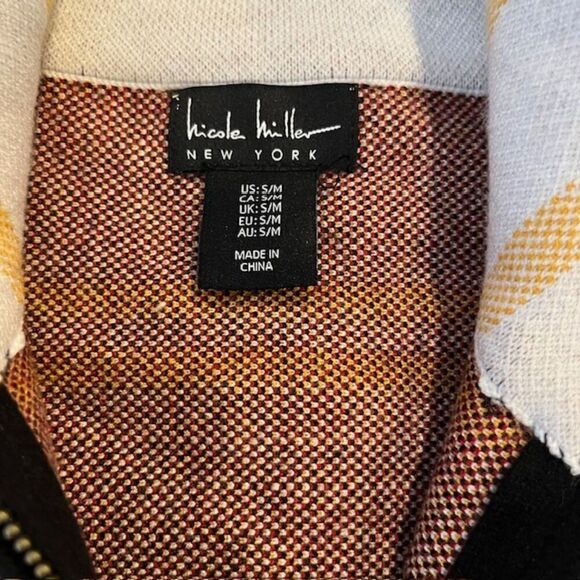 nicole miller
NEW YORK
US: S/M
CA: S/M
UK: S/M
EU: S/M
AU: S/M
MADE IN
CHINA